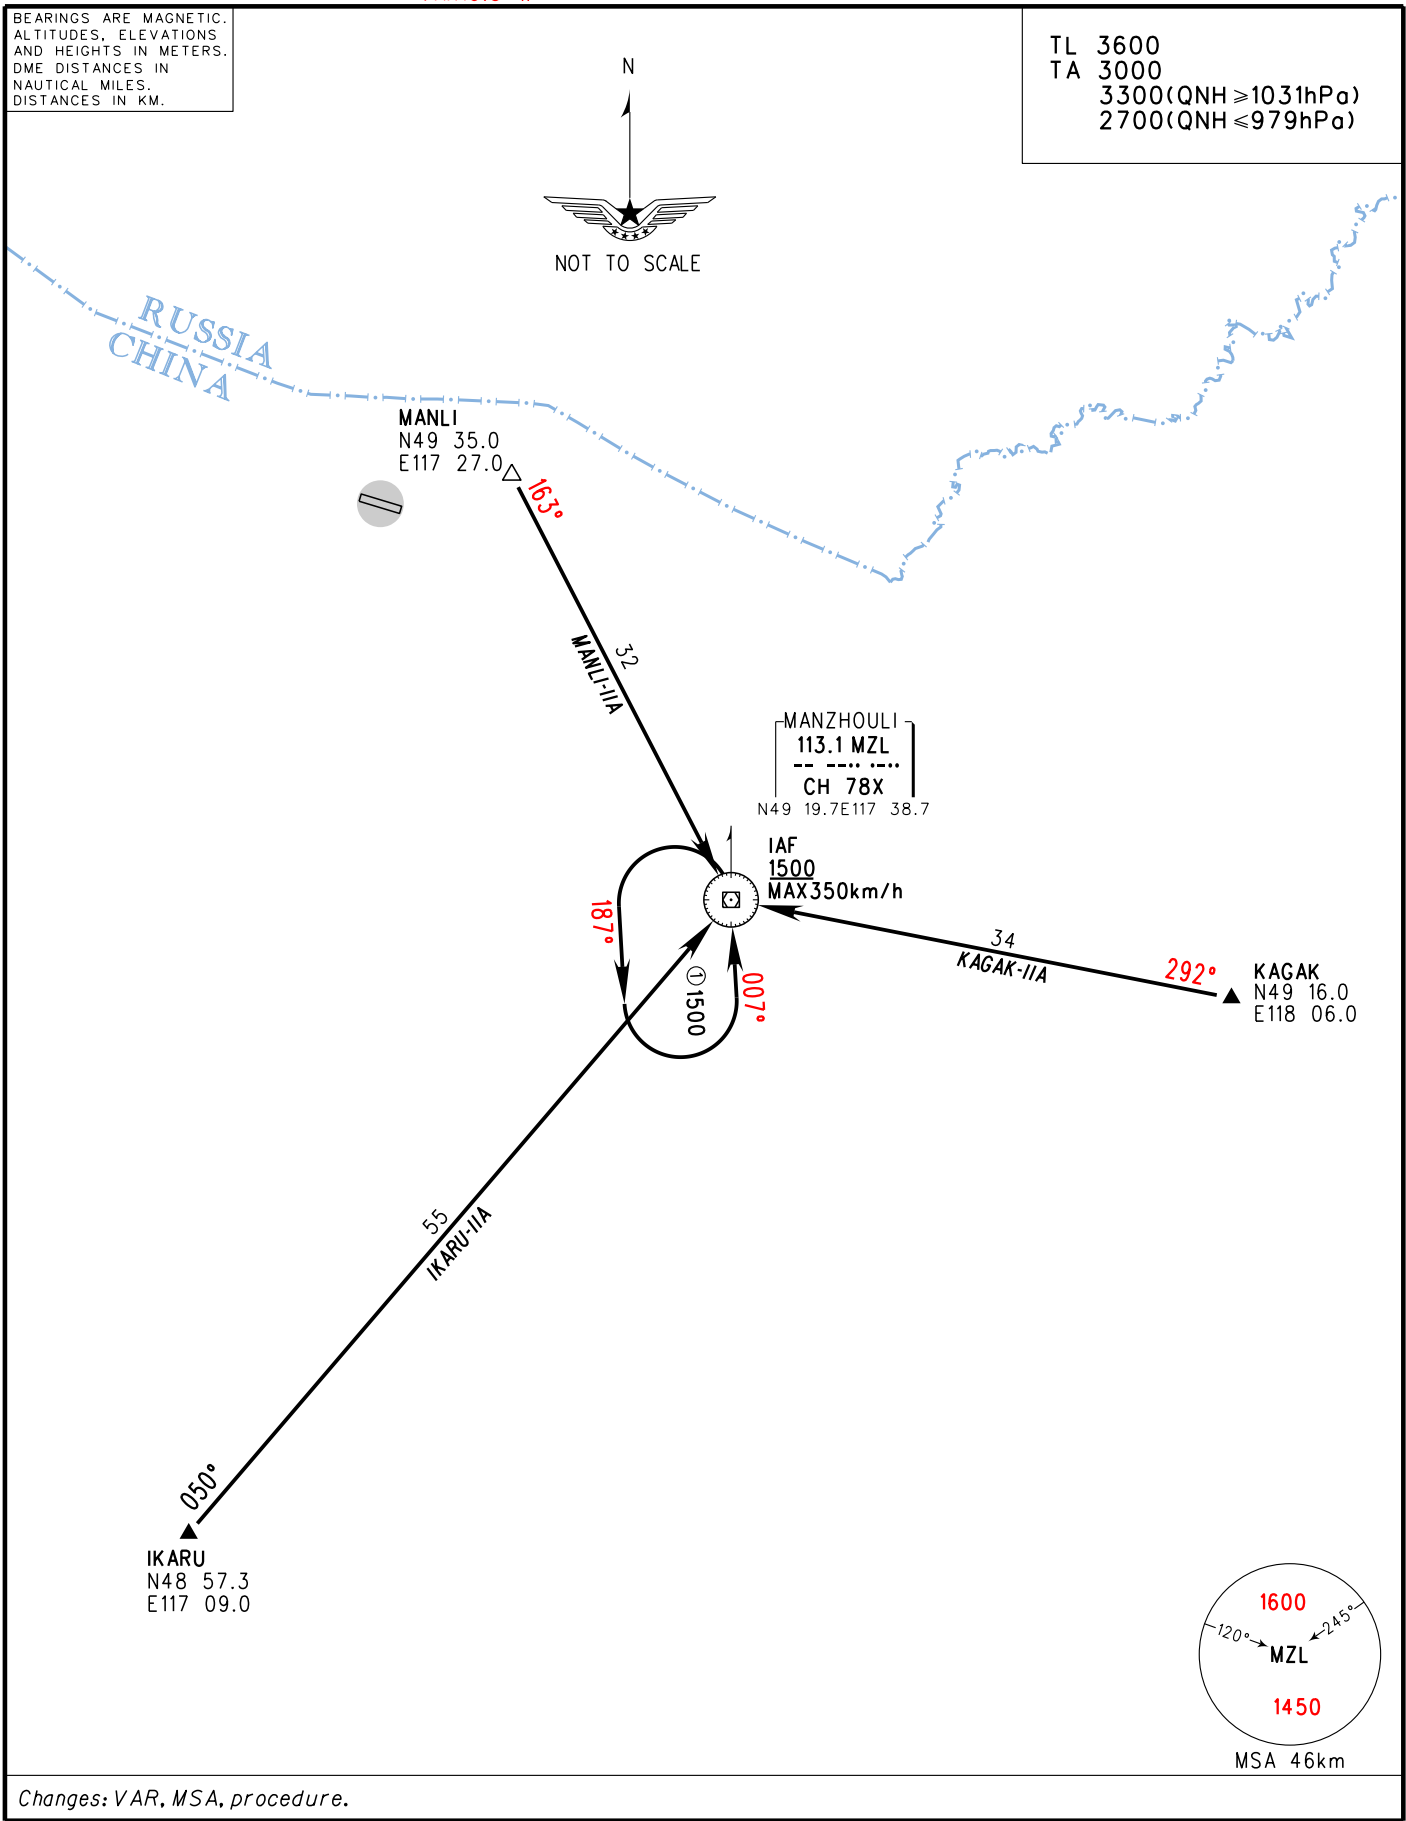 BEARINGS ARE MAGNETIC.
ALTITUDES, ELEVATIONS
AND HEIGHTS IN METERS.
DME DISTANCES IN
NAUTICAL MILES.
DISTANCES IN KM.
TL 3600
TA 3000
3300(QNH≥1031hPa)
2700(QNH≤979hPa)
N
NOT TO SCALE
RUSSIA
CHINA
MANLI
N49 35.0
E117 27.0
163°
32
MANLI-IIA
MANZHOULI
113.1 MZL
CH 78X
N49 19.7E117 38.7
IAF
1500
MAX350km/h
187°
①1500
007°
34
KAGAK-IIA
292°
KAGAK
N49 16.0
E118 06.0
55
IKARU-IIA
050°
IKARU
N48 57.3
E117 09.0
1600
120°
245°
MZL
1450
MSA 46km
Changes: VAR, MSA, procedure.